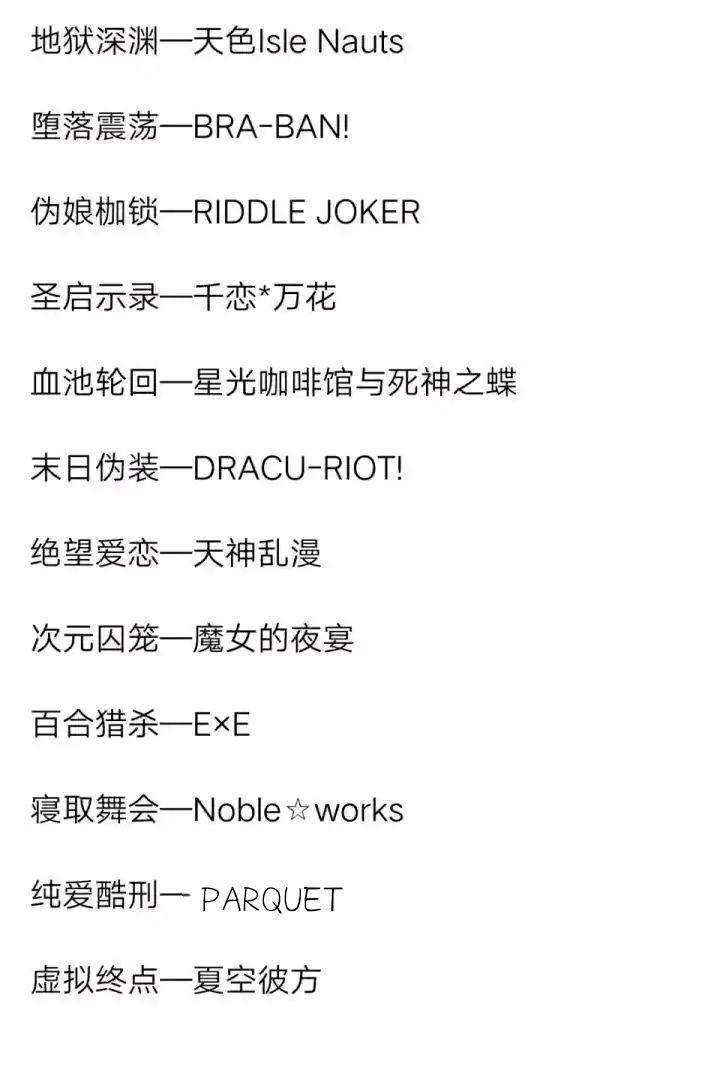 地狱深渊—天色Isle Nauts
堕落震荡—BRA-BAN!
伪娘枷锁—RIDDLE JOKER
圣启示录—千恋*万花
血池轮回—星光咖啡馆与死神之蝶
末日伪装—DRACU-RIOT!
绝望爱恋—天神乱漫
次元囚笼—魔女的夜宴
百合猎杀—E×E
寝取舞会—Noble☆works
纯爱酷刑— PARQUET
虚拟终点—夏空彼方